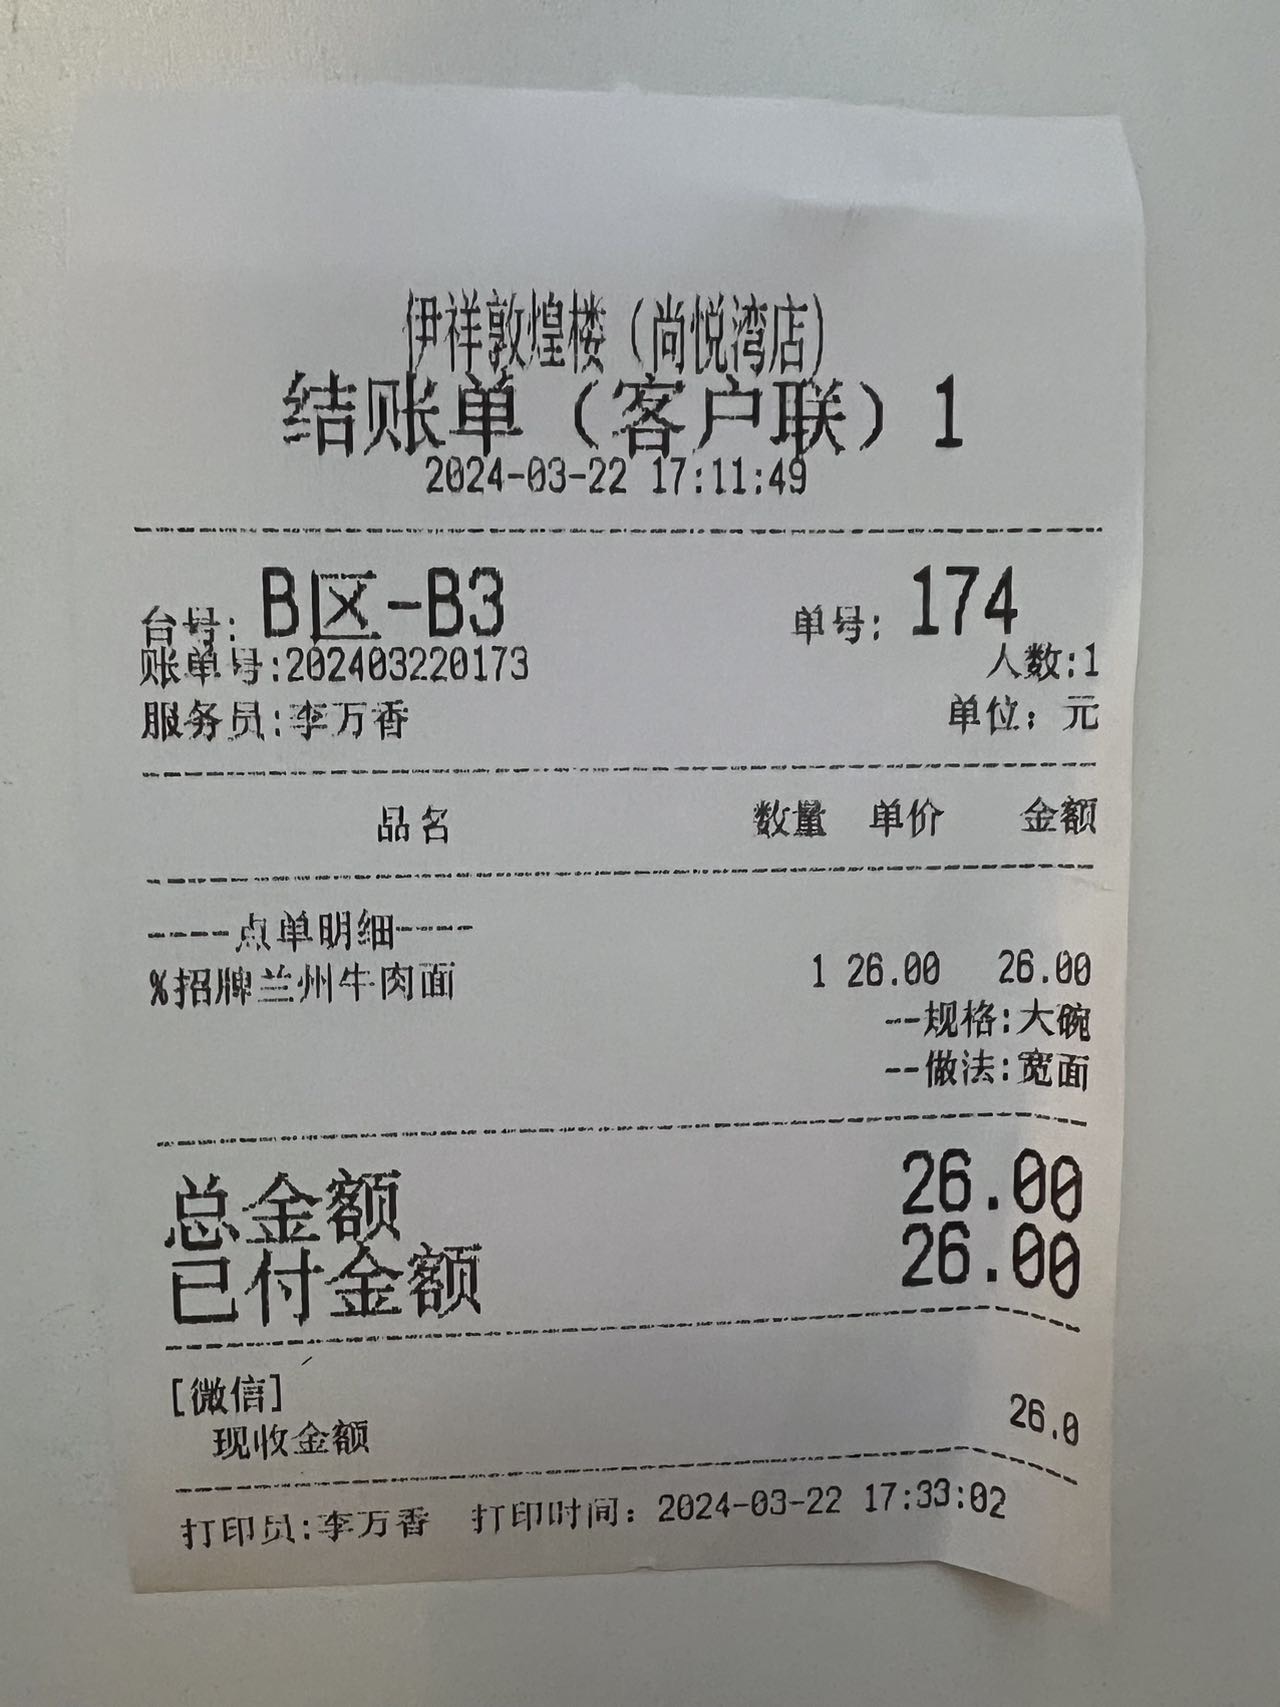 伊祥敦煌楼（尚悦湾店）
结账单（客户联）1
2024-03-22 17:11:49
台号: B区-B3 单号: 174
账单号:202403220173 人数:1
服务员:李万香 单位: 元
品名 数量 单价 金额
----点单明细----
%招牌兰州牛肉面 1 26.00 26.00
--规格:大碗
--做法:宽面
总金额 26.00
已付金额 26.00
[微信]
现收金额 26.0
打印员:李万香 打印时间: 2024-03-22 17:33:02